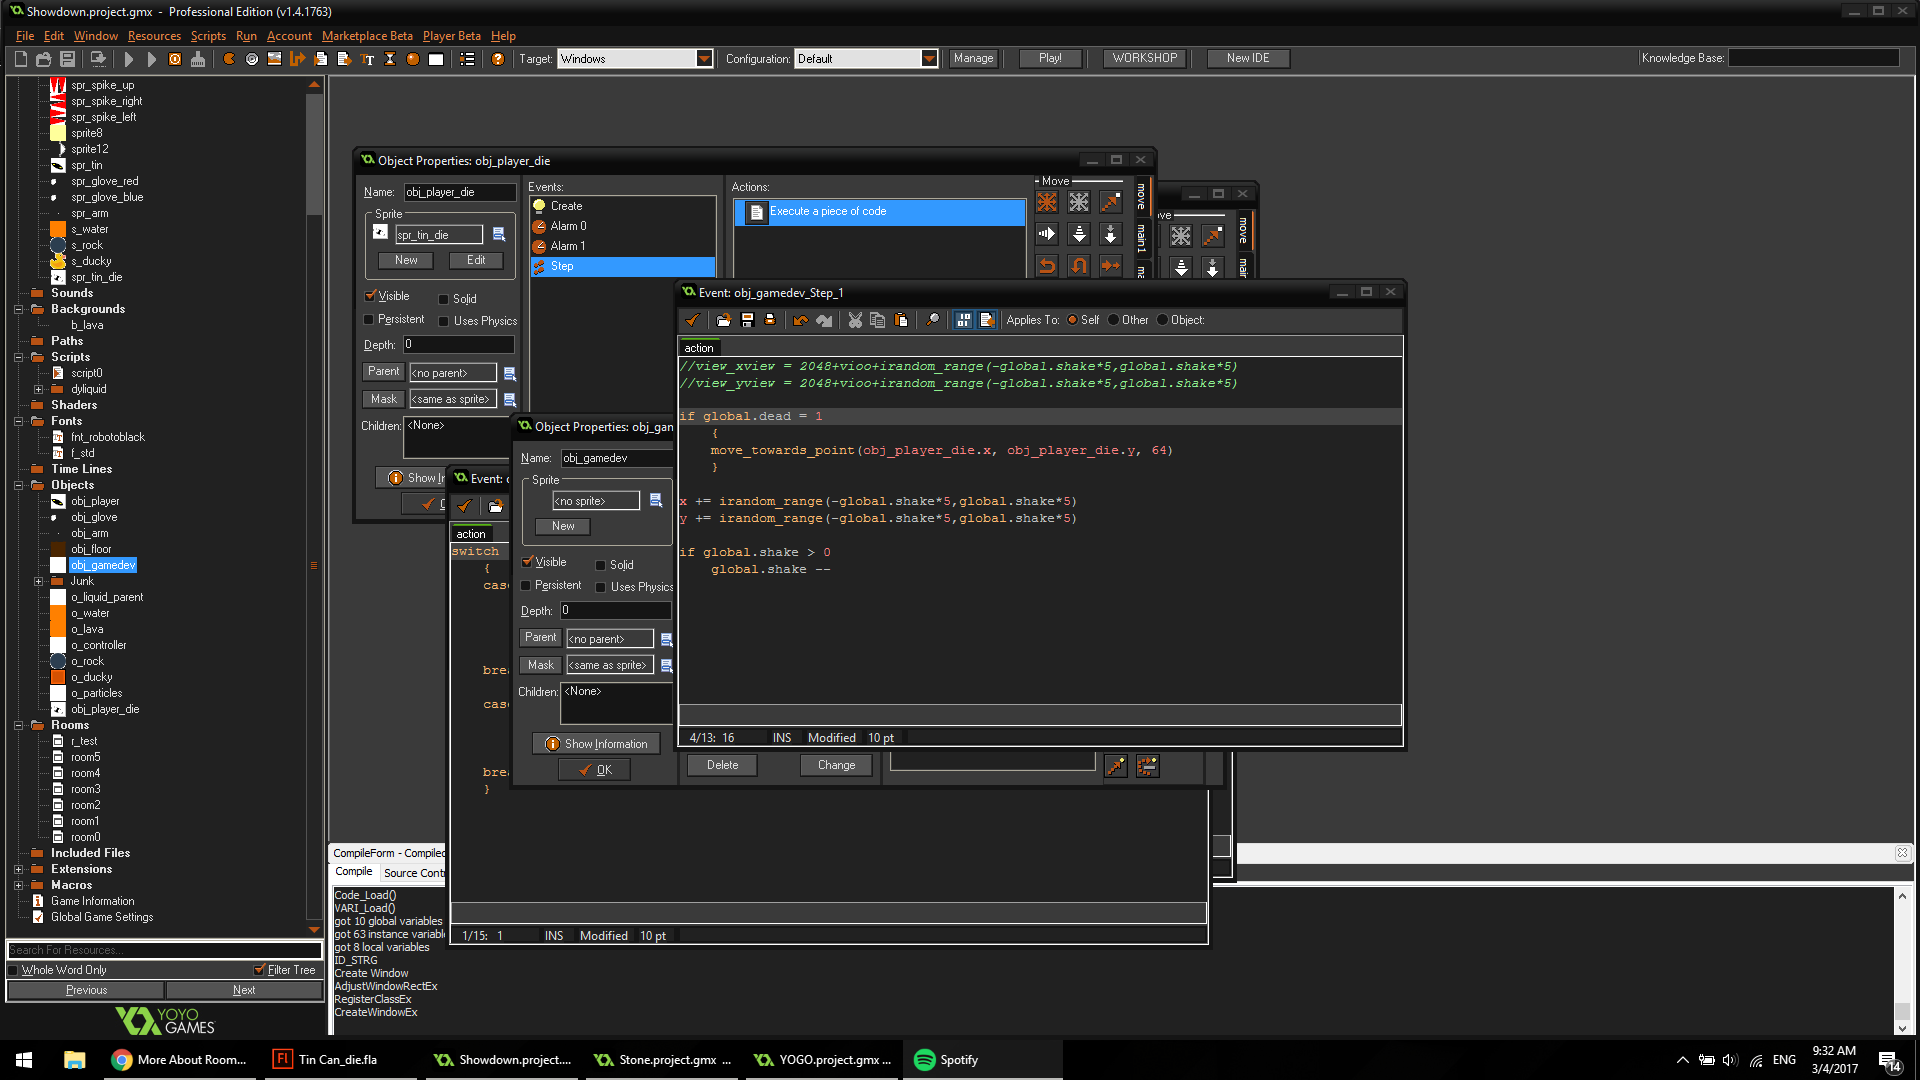 Showdown.project.gmx - Professional Edition (v1.4.1763)
File Edit Window Resources Scripts Run Account Marketplace Beta Player Beta Help
Target: Windows Configuration: Default Manage Play! WORKSHOP New IDE Knowledge Base:
spr_spike_up
spr_spike_right
spr_spike_left
sprite8
sprite12
spr_tin
spr_glove_red
spr_glove_blue
spr_arm
s_water
s_rock
s_ducky
spr_tin_die
Sounds
Backgrounds
b_lava
Paths
Scripts
script0
dyliquid
Shaders
Fonts
fnt_robotoblack
f_std
Time Lines
Objects
obj_player
obj_glove
obj_arm
obj_floor
obj_gamedev
Junk
o_liquid_parent
o_water
o_lava
o_controller
o_rock
o_ducky
o_particles
obj_player_die
Rooms
r_test
room5
room4
room3
room2
room1
room0
Included Files
Extensions
Macros
Game Information
Global Game Settings
Search For Resources...
Whole Word Only Filter Tree
Previous Next
YOYO
GAMES
Object Properties: obj_player_die
Name: obj_player_die
Sprite
spr_tin_die
New Edit
Visible Solid
Persistent Uses Physics
Depth: 0
Parent <no parent>
Mask <same as sprite>
Children: <None>
Show In
Events:
Create
Alarm 0
Alarm 1
Step
Actions:
Execute a piece of code
Move
move
main1
ma
ve
move
main
Event: obj_gamedev_Step_1
Applies To: Self Other Object:
action
//view_xview = 2048+vioo+irandom_range(-global.shake*5,global.shake*5)
//view_yview = 2048+vioo+irandom_range(-global.shake*5,global.shake*5)
if global.dead = 1
{
move_towards_point(obj_player_die.x, obj_player_die.y, 64)
}
x += irandom_range(-global.shake*5,global.shake*5)
y += irandom_range(-global.shake*5,global.shake*5)
if global.shake > 0
global.shake --
4/13: 16 INS Modified 10 pt
Object Properties: obj_gam
Name: obj_gamedev
Sprite
<no sprite>
New
Visible Solid
Persistent Uses Physics
Depth: 0
Parent <no parent>
Mask <same as sprite>
Children: <None>
Show Information
OK
Delete Change
Event: o
action
switch
{
case
brea
case
brea
}
1/15: 1 INS Modified 10 pt
CompileForm - Compiled
Compile Source Contr
Code_Load()
VARI_Load()
got 10 global variables
got 63 instance variable
got 8 local variables
ID_STRG
Create Window
AdjustWindowRectEx
RegisterClassEx
CreateWindowEx
More About Room... Tin Can_die.fla Showdown.project.... Stone.project.gmx ... YOGO.project.gmx ... Spotify
ENG
9:32 AM
3/4/2017
14